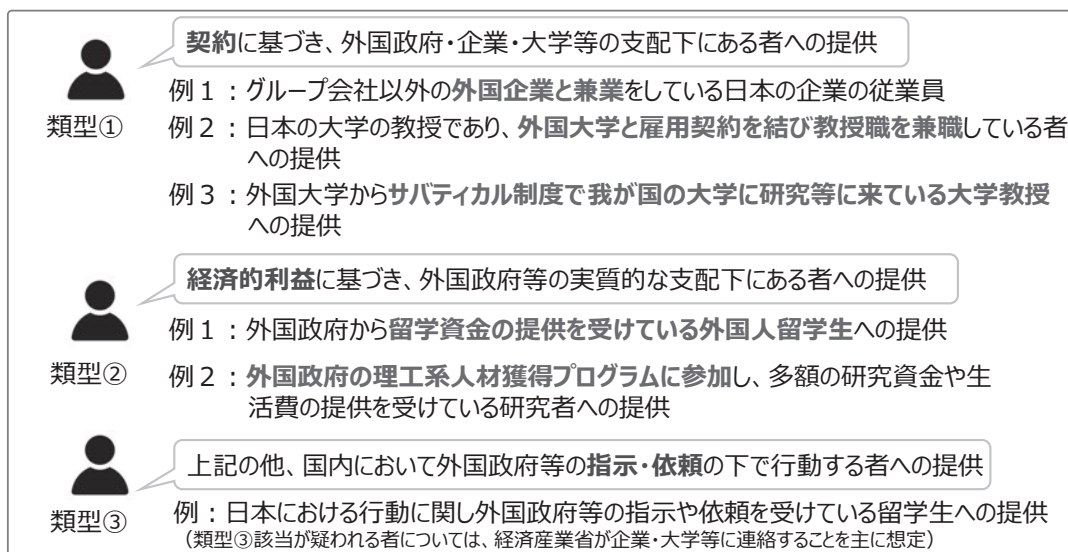 契約に基づき、外国政府・企業・大学等の支配下にある者への提供
類型①
例１：グループ会社以外の外国企業と兼業をしている日本の企業の従業員
例２：日本の大学の教授であり、外国大学と雇用契約を結び教授職を兼職している者
への提供
例３：外国大学からサバティカル制度で我が国の大学に研究等に来ている大学教授
への提供
経済的利益に基づき、外国政府等の実質的な支配下にある者への提供
類型②
例１：外国政府から留学資金の提供を受けている外国人留学生への提供
例２：外国政府の理工系人材獲得プログラムに参加し、多額の研究資金や生
活費の提供を受けている研究者への提供
上記の他、国内において外国政府等の指示・依頼の下で行動する者への提供
類型③
例：日本における行動に関し外国政府等の指示や依頼を受けている留学生への提供
（類型③該当が疑われる者については、経済産業省が企業・大学等に連絡することを主に想定）